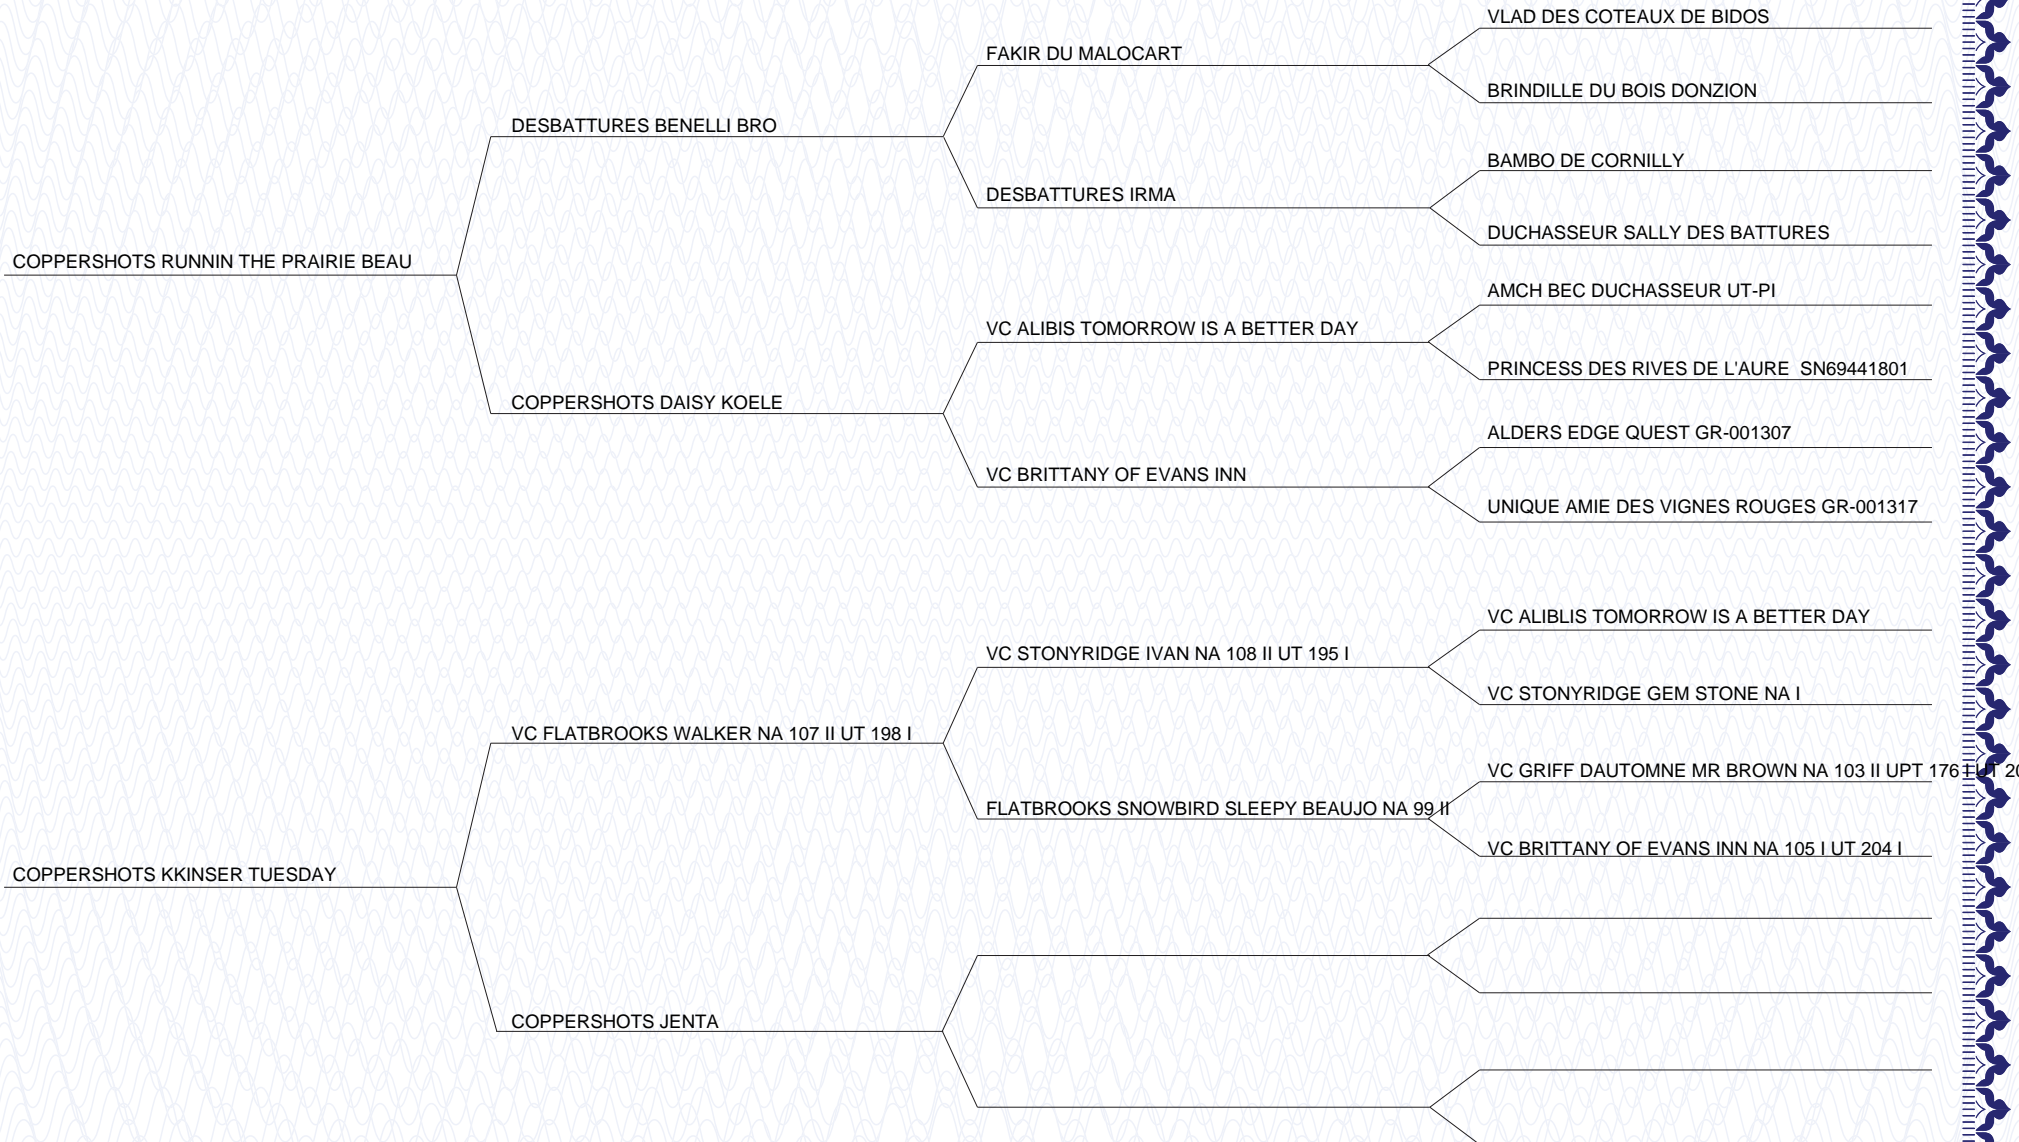 VLAD DES COTEAUX DE BIDOS
FAKIR DU MALOCART
BRINDILLE DU BOIS DONZION
DESBATTURES BENELLI BRO
BAMBO DE CORNILLY
DESBATTURES IRMA
DUCHASSEUR SALLY DES BATTURES
COPPERSHOTS RUNNIN THE PRAIRIE BEAU
AMCH BEC DUCHASSEUR UT-PI
VC ALIBIS TOMORROW IS A BETTER DAY
PRINCESS DES RIVES DE L'AURE SN69441801
COPPERSHOTS DAISY KOELE
ALDERS EDGE QUEST GR-001307
VC BRITTANY OF EVANS INN
UNIQUE AMIE DES VIGNES ROUGES GR-001317
VC ALIBLIS TOMORROW IS A BETTER DAY
VC STONYRIDGE IVAN NA 108 II UT 195 I
VC STONYRIDGE GEM STONE NA I
VC FLATBROOKS WALKER NA 107 II UT 198 I
VC GRIFF DAUTOMNE MR BROWN NA 103 II UPT 176 I UT 20
FLATBROOKS SNOWBIRD SLEEPY BEAUJO NA 99 II
VC BRITTANY OF EVANS INN NA 105 I UT 204 I
COPPERSHOTS KKINSER TUESDAY
COPPERSHOTS JENTA